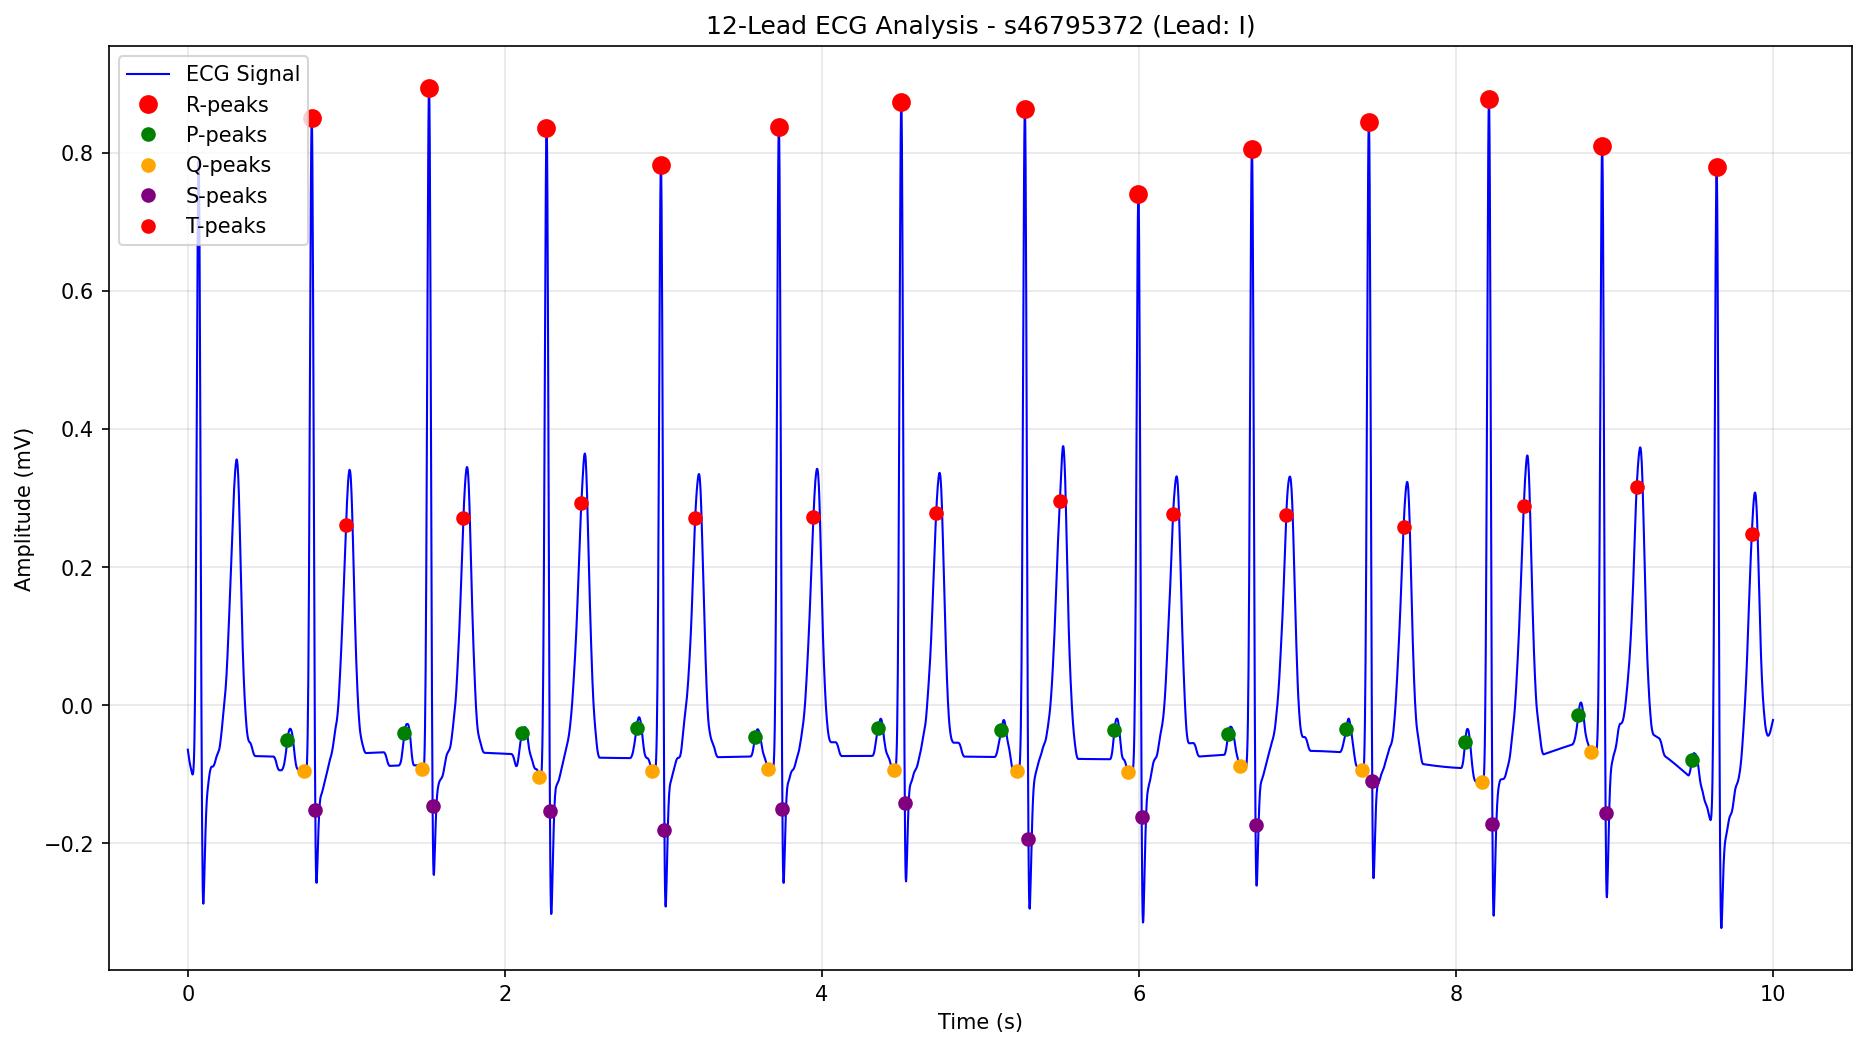 12-Lead ECG Analysis - s46795372 (Lead: I)
ECG Signal
R-peaks
P-peaks
Q-peaks
S-peaks
T-peaks
Amplitude (mV)
0.8
0.6
0.4
0.2
0.0
−0.2
0 2 4 6 8 10
Time (s)